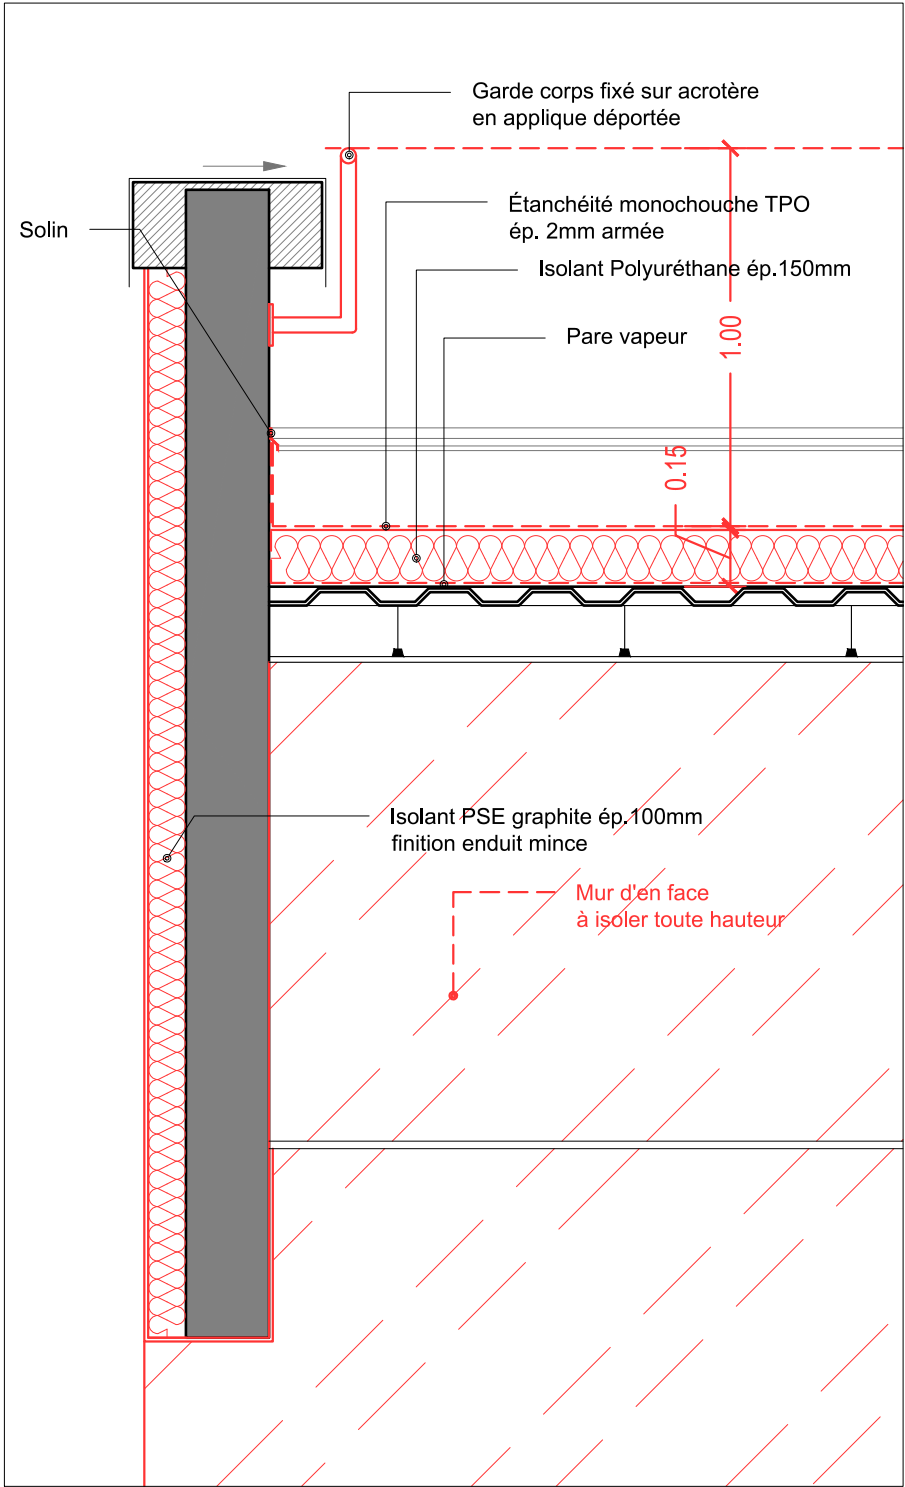 Garde corps fixé sur acrotère
en applique déportée
Étanchéité monochouche TPO
ép. 2mm armée
Solin
Isolant Polyuréthane ép.150mm
Pare vapeur
1.00
0.15
Isolant PSE graphite ép.100mm
finition enduit mince
Mur d'en face
à isoler toute hauteur